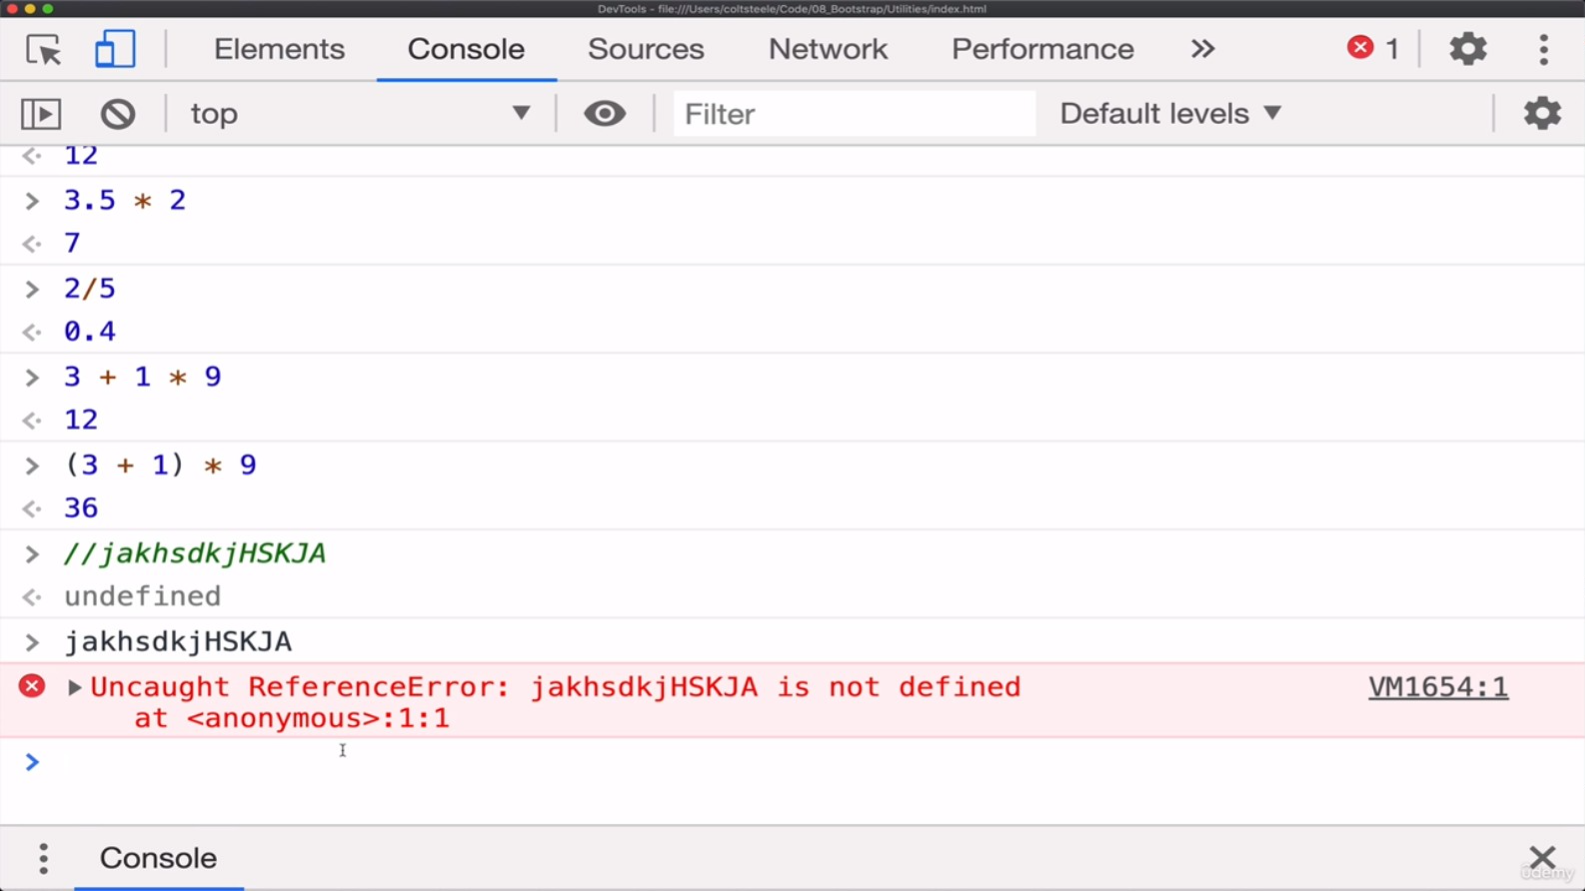 DevTools - file:///Users/coltsteele/Code/08_Bootstrap/Utilities/index.html
Elements Console Sources Network Performance » 1
top Filter Default levels
12
> 3.5 * 2
7
> 2/5
0.4
> 3 + 1 * 9
12
> (3 + 1) * 9
36
> //jakhsdkjHSKJA
undefined
> jakhsdkjHSKJA
Uncaught ReferenceError: jakhsdkjHSKJA is not defined VM1654:1
at <anonymous>:1:1
>
Console
udemy